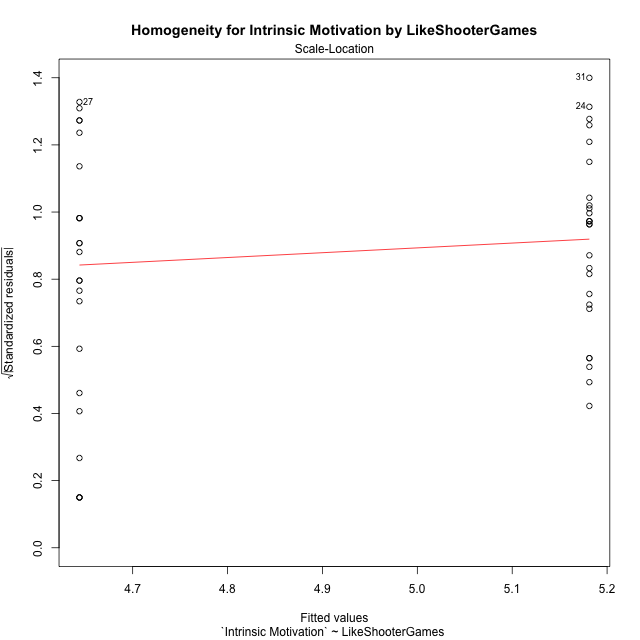 Homogeneity for Intrinsic Motivation by LikeShooterGames
Scale-Location
1.4
1.2
1.0
0.8
0.6
0.4
0.2
0.0
√|Standardized residuals|
27
31
24
4.7 4.8 4.9 5.0 5.1 5.2
Fitted values
`Intrinsic Motivation` ~ LikeShooterGames